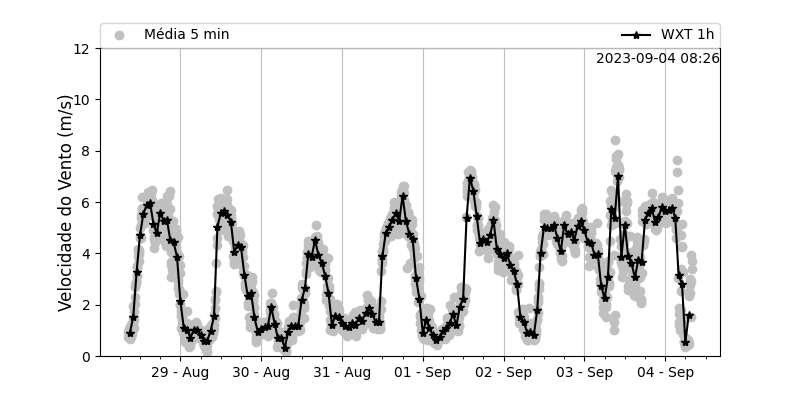 Média 5 min
WXT 1h
2023-09-04 08:26
Velocidade do Vento (m/s)
12
10
8
6
4
2
0
29 - Aug
30 - Aug
31 - Aug
01 - Sep
02 - Sep
03 - Sep
04 - Sep